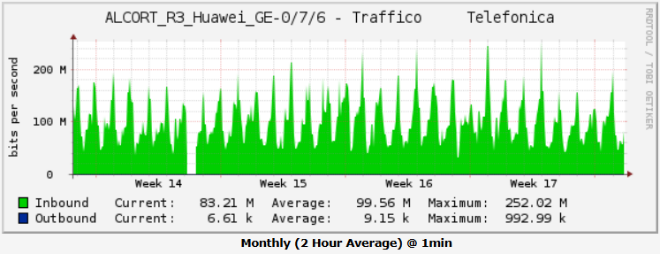 ALCORT_R3_Huawei_GE-0/7/6 - Traffico Telefonica
RRDTOOL / TOBI OETIKER
bits per second
200 M
100 M
0
Week 14 Week 15 Week 16 Week 17
Inbound Current: 83.21 M Average: 99.56 M Maximum: 252.02 M
Outbound Current: 6.61 k Average: 9.15 k Maximum: 992.99 k
Monthly (2 Hour Average) @ 1min